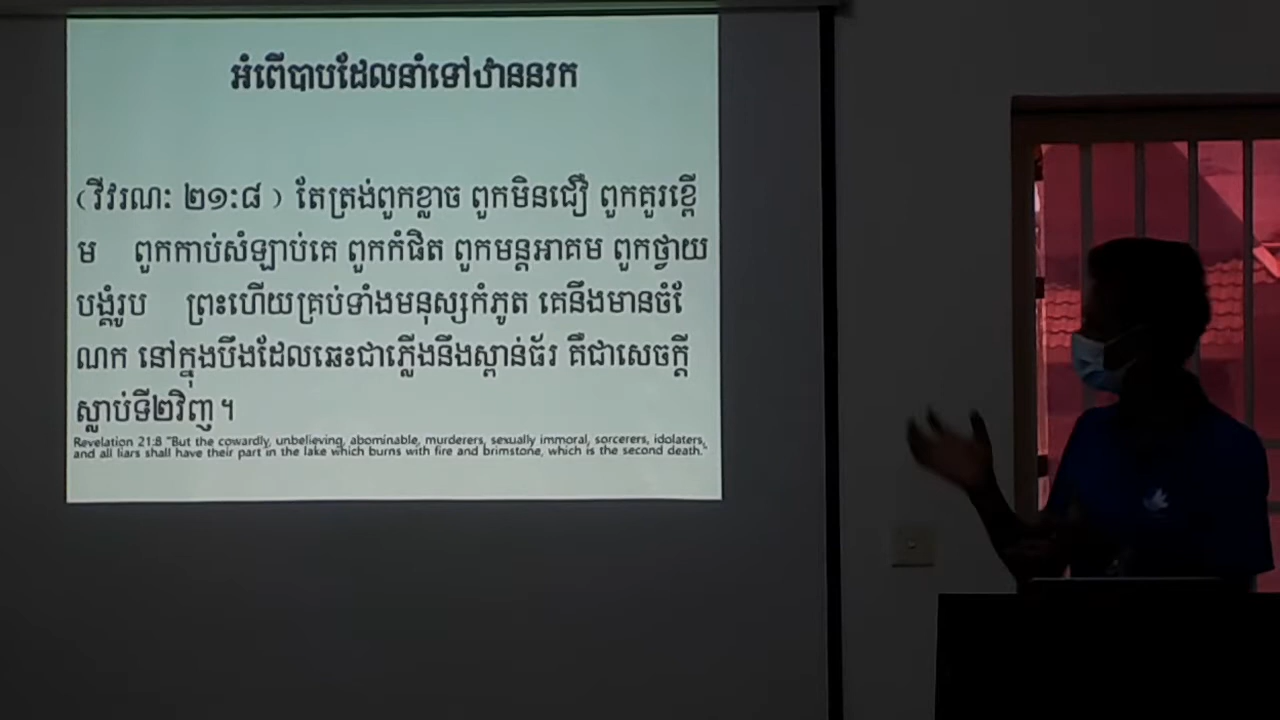 អំពើបាបដែលនាំទៅឋាននរក
(វីវរណៈ ២១:៨ ) តែត្រង់ពួកខ្លាច ពួកមិនជឿ ពួកគួរខ្ពើ
ម ពួកកាប់សំឡាប់គេ ពួកកំផិត ពួកមន្តអាគម ពួកថ្វាយ
បង្គំរូប ព្រះហើយគ្រប់ទាំងមនុស្សកំភូត គេនឹងមានចំវែ
ណក នៅក្នុងបឹងដែលឆេះជាភ្លើងនឹងស្ពាន់ធ័រ គឺជាសេចក្ដី
ស្លាប់ទី២វិញ។
Revelation 21:8 "But the cowardly, unbelieving, abominable, murderers, sexually immoral, sorcerers, idolaters,
and all liars shall have their part in the lake which burns with fire and brimstone, which is the second death."